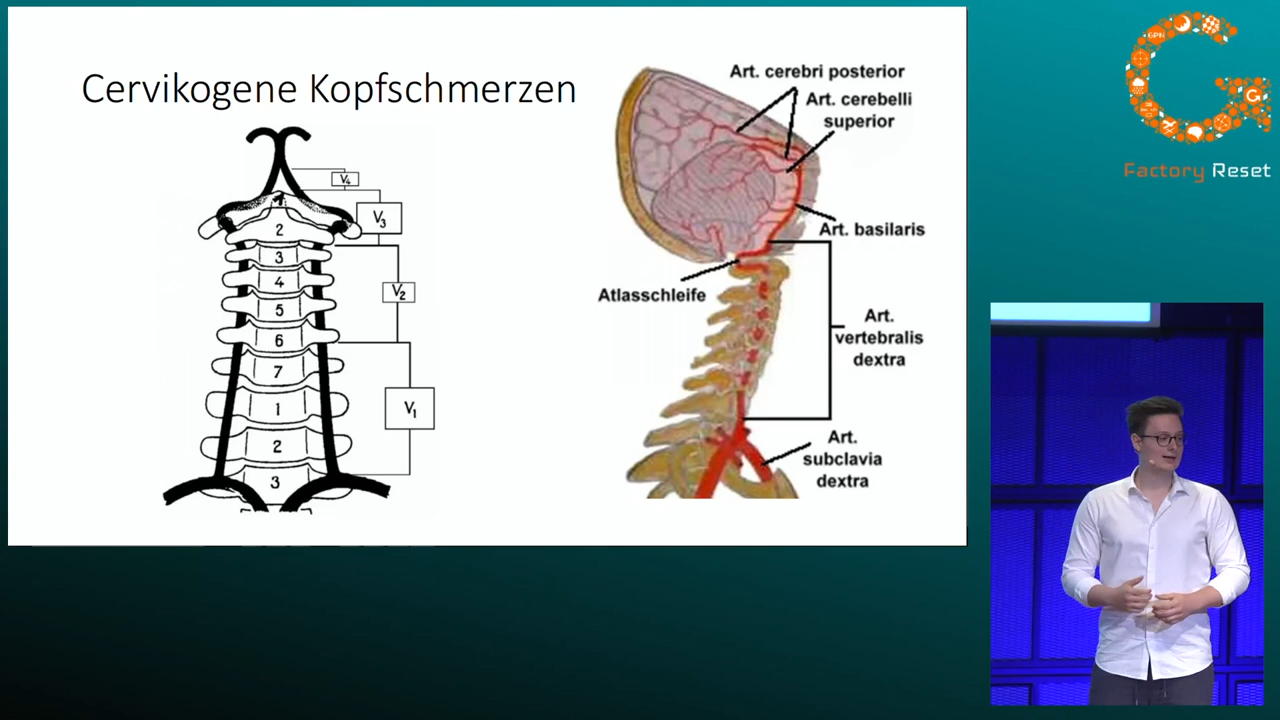 Cervikogene Kopfschmerzen
V4
V3
2
3
4
V2
5
6
7
V1
1
2
3
Art. cerebri posterior
Art. cerebelli
superior
Art. basilaris
Atlasschleife
Art.
vertebralis
dextra
Art.
subclavia
dextra
GPN
G
Factory Reset